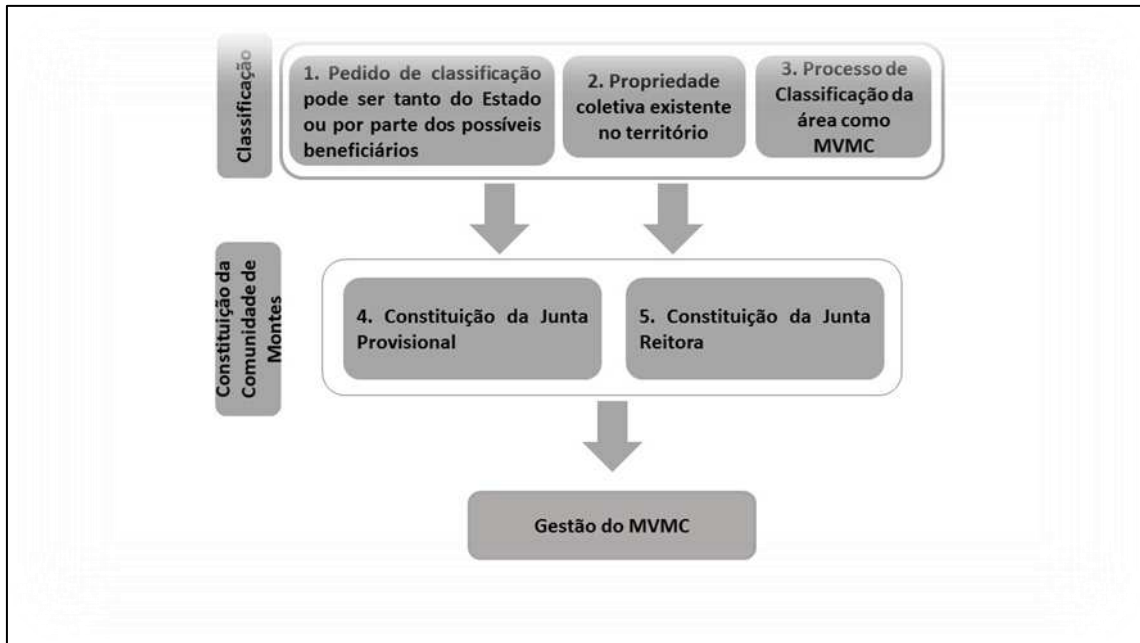 Classificação
1. Pedido de classificação
pode ser tanto do Estado
ou por parte dos possíveis
beneficiários
2. Propriedade
coletiva existente
no território
3. Processo de
Classificação da
área como
MVMC
Constituição da
Comunidade de
Montes
4. Constituição da Junta
Provisional
5. Constituição da Junta
Reitora
Gestão do MVMC